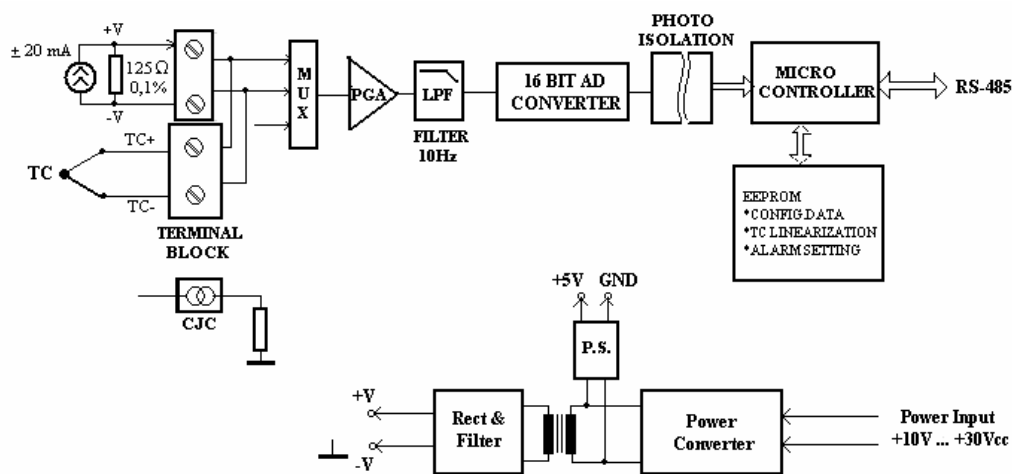 ± 20 mA
+V
125 Ω
0,1%
-V
TC+
TC
TC-
TERMINAL
BLOCK
M
U
X
PGA
LPF
FILTER
10Hz
16 BIT AD
CONVERTER
PHOTO
ISOLATION
MICRO
CONTROLLER
RS-485
EEPROM
*CONFIG.DATA
*TC LINEARIZATION
*ALARM SETTING
CJC
+5V GND
P.S.
+V
-V
Rect &
Filter
Power
Converter
Power Input
+10V ... +30Vcc